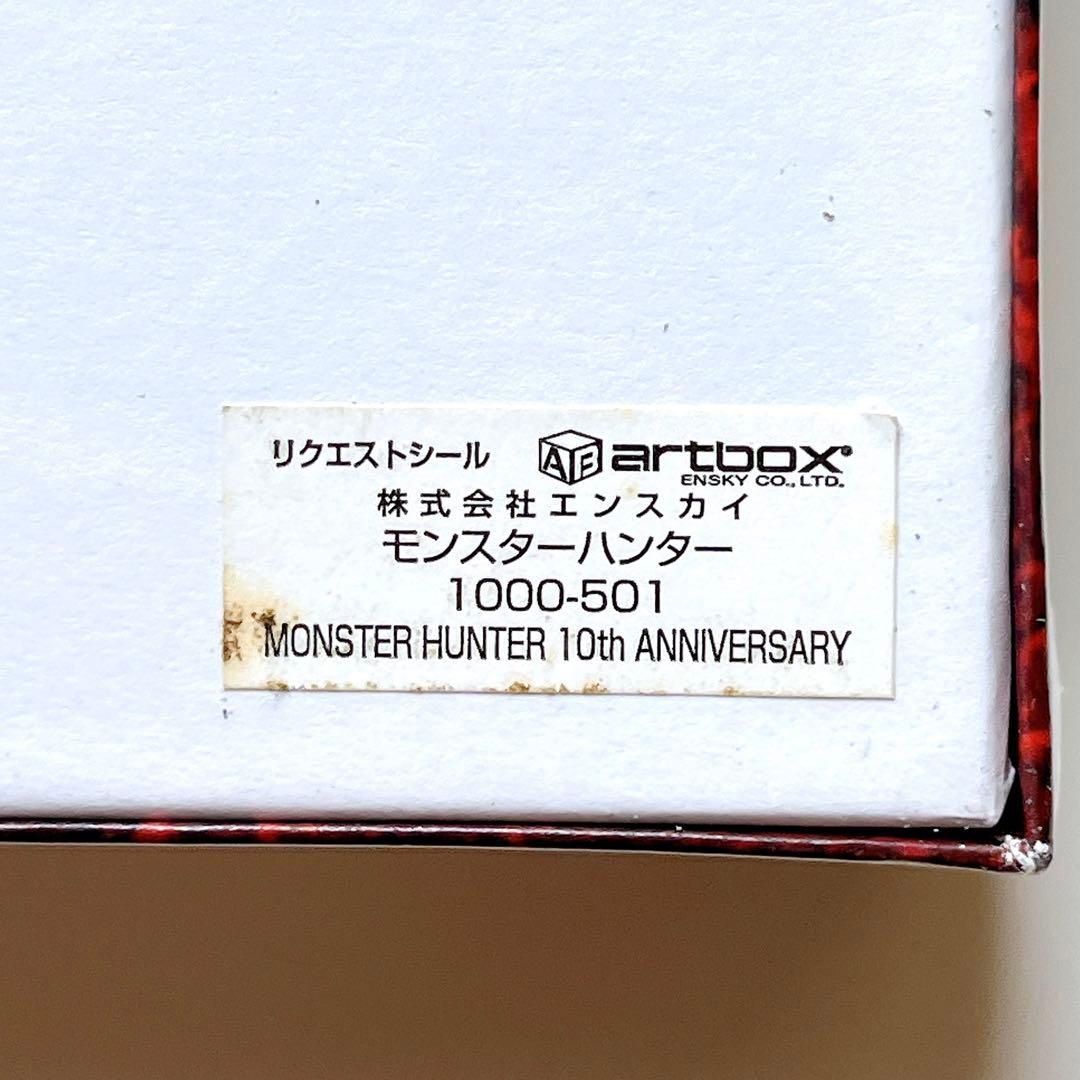 リクエストシール artbox
ENSKY CO., LTD.
株式会社エンスカイ
モンスターハンター
1000-501
MONSTER HUNTER 10th ANNIVERSARY